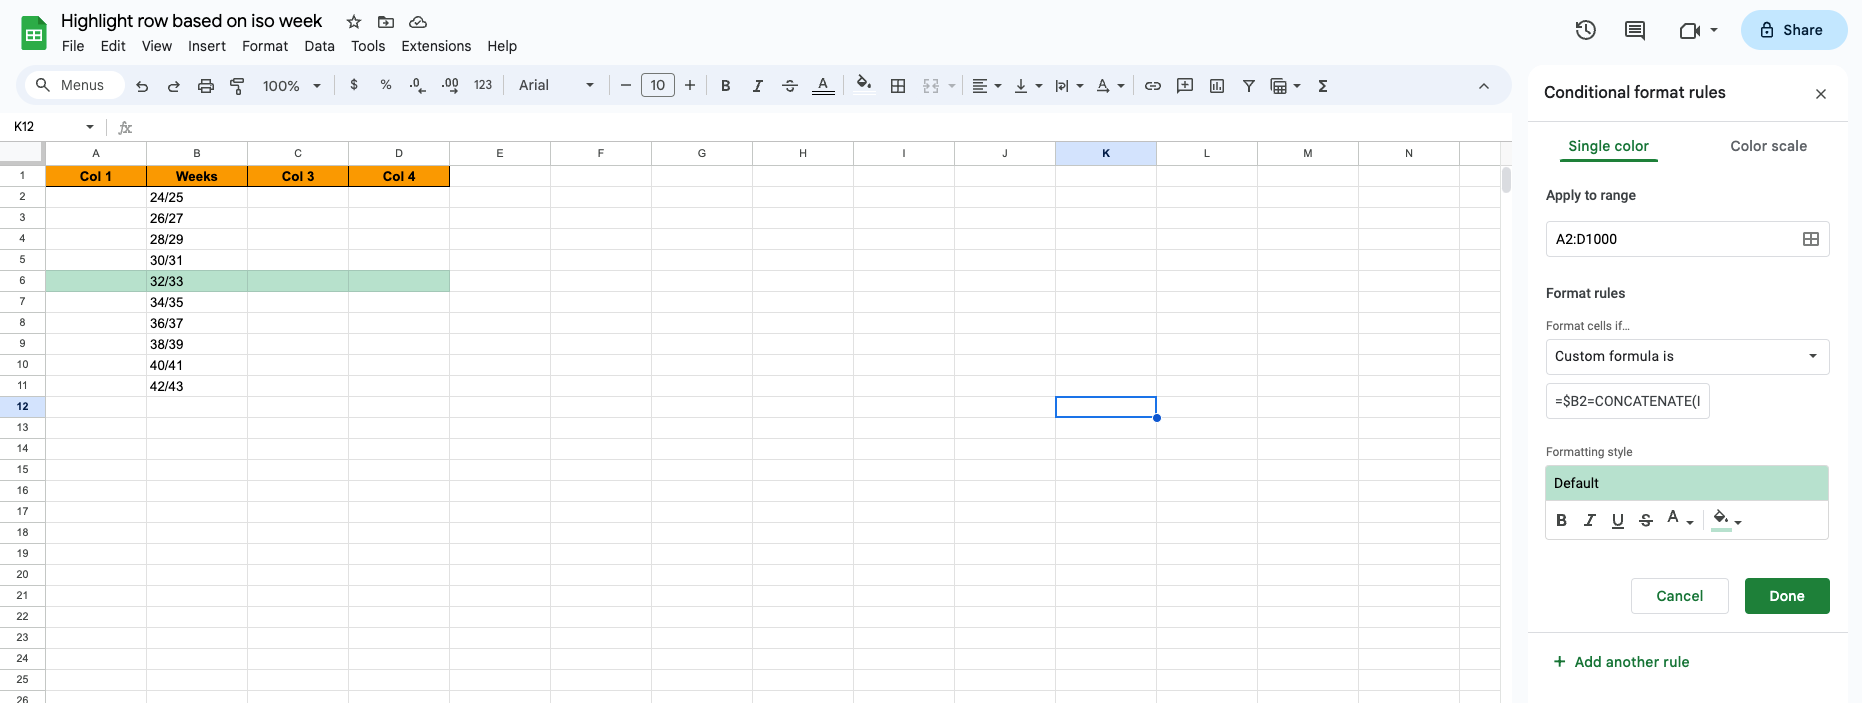 Highlight row based on iso week
File Edit View Insert Format Data Tools Extensions Help
Share
Menus 100% $ % .0 .00 123 Arial 10 B I S A Σ
K12 fx
A B C D E F G H I J K L M N
1 Col 1 Weeks Col 3 Col 4
2 24/25
3 26/27
4 28/29
5 30/31
6 32/33
7 34/35
8 36/37
9 38/39
10 40/41
11 42/43
12
13
14
15
16
17
18
19
20
21
22
23
24
25
26
Conditional format rules
Single color Color scale
Apply to range
A2:D1000
Format rules
Format cells if…
Custom formula is
=$B2=CONCATENATE(I
Formatting style
Default
B I U S A
Cancel Done
+ Add another rule